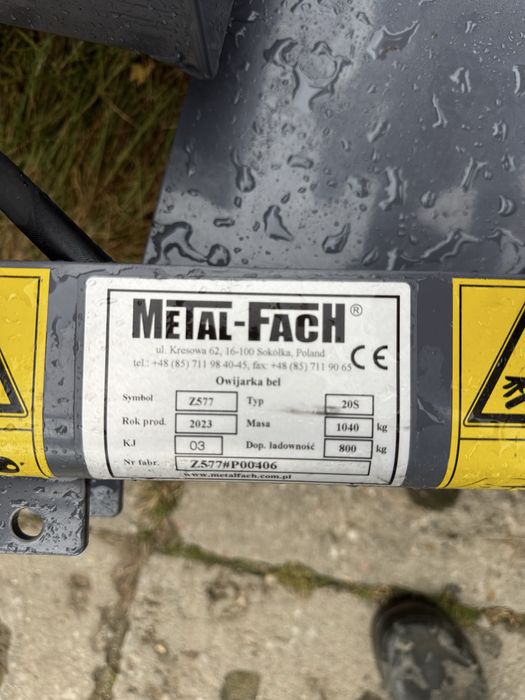 METAL-FACH®
ul. Kresowa 62, 16-100 Sokółka, Poland
tel.: +48 (85) 711 98 40-45, fax: +48 (85) 711 90 65 CE
Owijarka bel
Symbol Z577 Typ 20S
Rok prod. 2023 Masa 1040 kg
KJ 03 Dop. ładowność 800 kg
Nr fabr. Z577#P00406
www.metalfach.com.pl